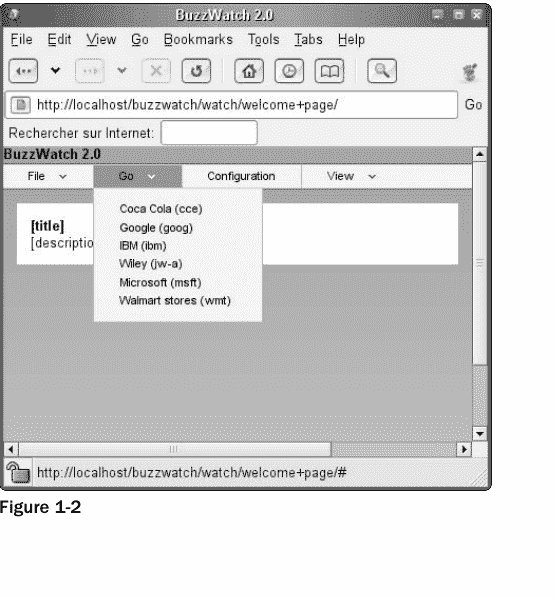 BuzzWatch 2.0
File Edit View Go Bookmarks Tools Tabs Help
http://localhost/buzzwatch/watch/welcome+page/ Go
Rechercher sur Internet:
BuzzWatch 2.0
File Go Configuration View
Coca Cola (cce)
[title]
Google (goog)
[descriptio
IBM (ibm)
Wiley (jw-a)
Microsoft (msft)
Walmart stores (wmt)
http://localhost/buzzwatch/watch/welcome+page/#
Figure 1-2